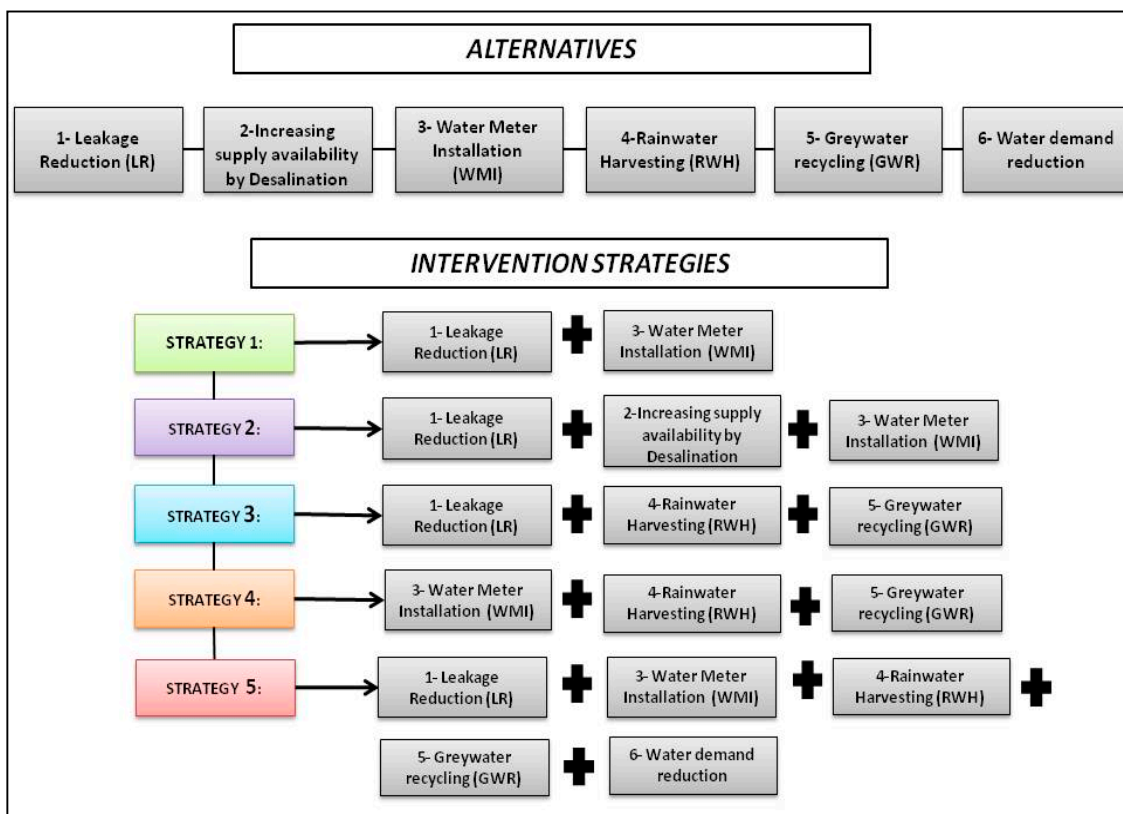 ALTERNATIVES
1- Leakage
Reduction (LR)
2-Increasing
supply availability
by Desalination
3- Water Meter
Installation
(WMI)
4-Rainwater
Harvesting (RWH)
5- Greywater
recycling (GWR)
6- Water demand
reduction
INTERVENTION STRATEGIES
STRATEGY 1:
1- Leakage
Reduction (LR)
3- Water Meter
Installation (WMI)
STRATEGY 2:
1- Leakage
Reduction (LR)
2-Increasing supply
availability by
Desalination
3- Water Meter
Installation (WMI)
STRATEGY 3:
1- Leakage
Reduction (LR)
4-Rainwater
Harvesting (RWH)
5- Greywater
recycling (GWR)
STRATEGY 4:
3- Water Meter
Installation (WMI)
4-Rainwater
Harvesting (RWH)
5- Greywater
recycling (GWR)
STRATEGY 5:
1- Leakage
Reduction (LR)
3- Water Meter
Installation (WMI)
4-Rainwater
Harvesting (RWH)
5- Greywater
recycling (GWR)
6- Water demand
reduction